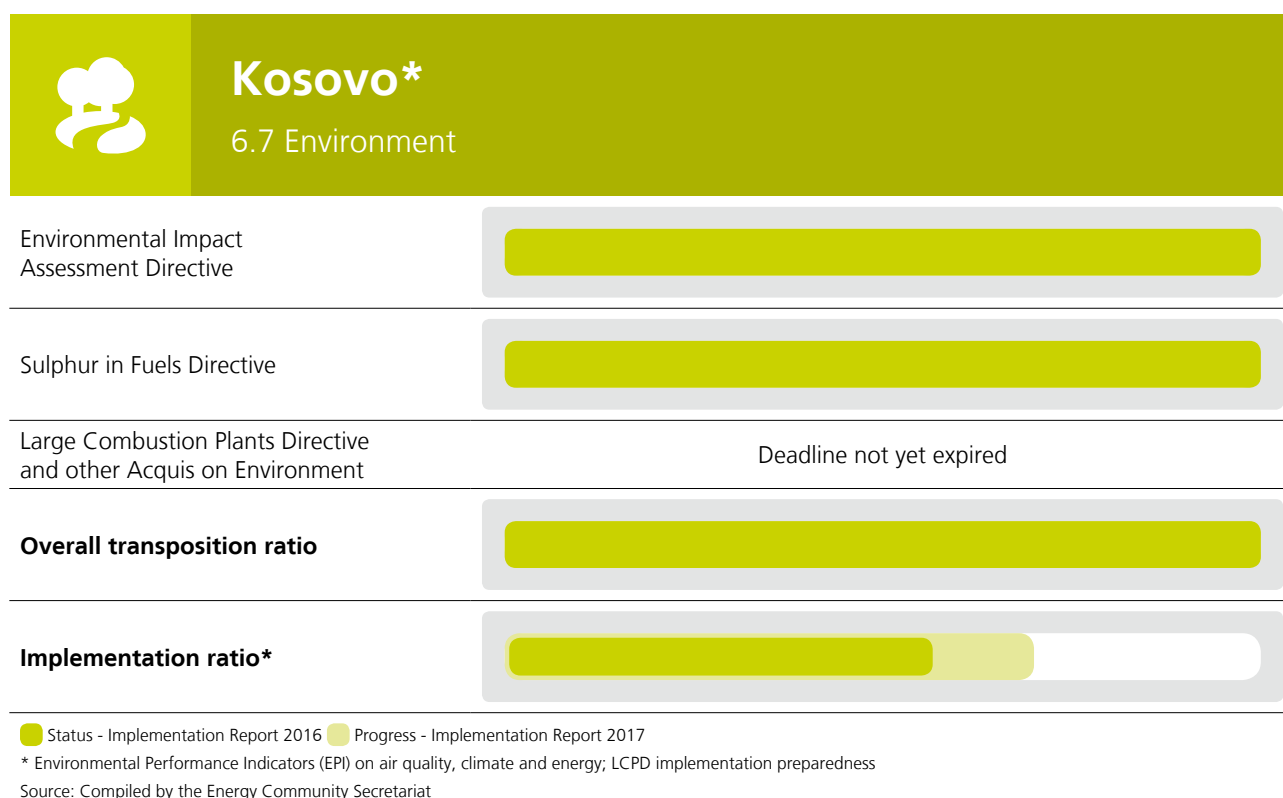 Kosovo*
6.7 Environment
Environmental Impact
Assessment Directive
Sulphur in Fuels Directive
Large Combustion Plants Directive
and other Acquis on Environment
Deadline not yet expired
Overall transposition ratio
Implementation ratio*
Status - Implementation Report 2016 Progress - Implementation Report 2017
* Environmental Performance Indicators (EPI) on air quality, climate and energy; LCPD implementation preparedness
Source: Compiled by the Energy Community Secretariat